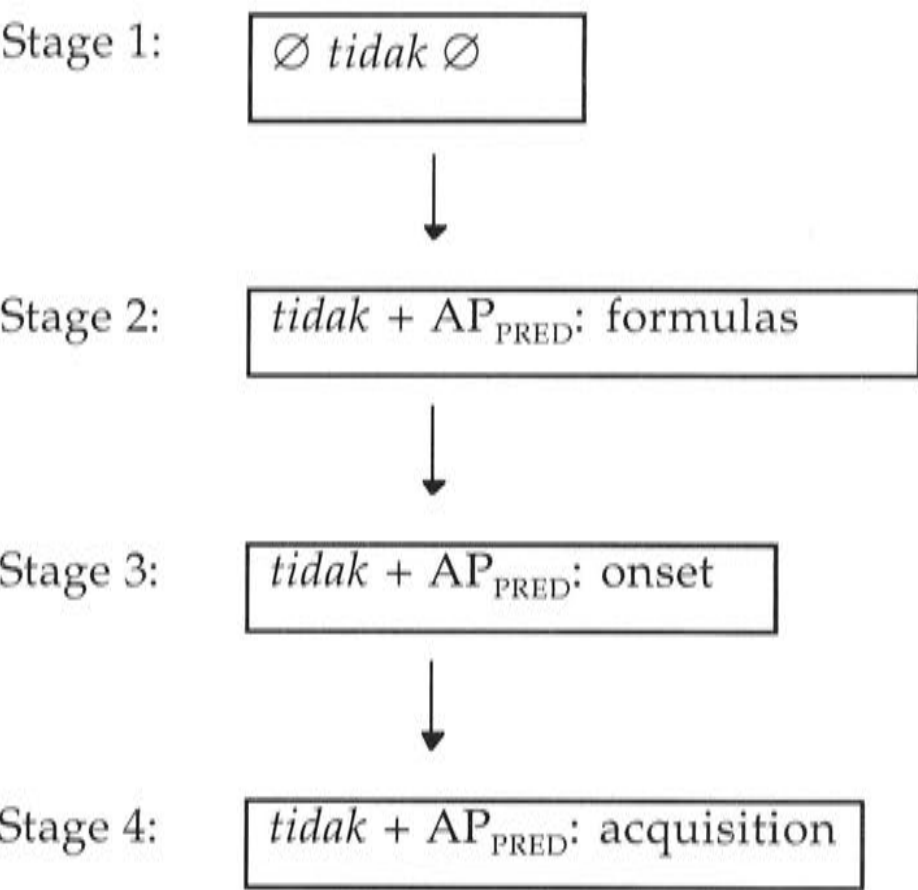 Stage 1: ∅ tidak ∅
Stage 2: tidak + AP_PRED: formulas
Stage 3: tidak + AP_PRED: onset
Stage 4: tidak + AP_PRED: acquisition